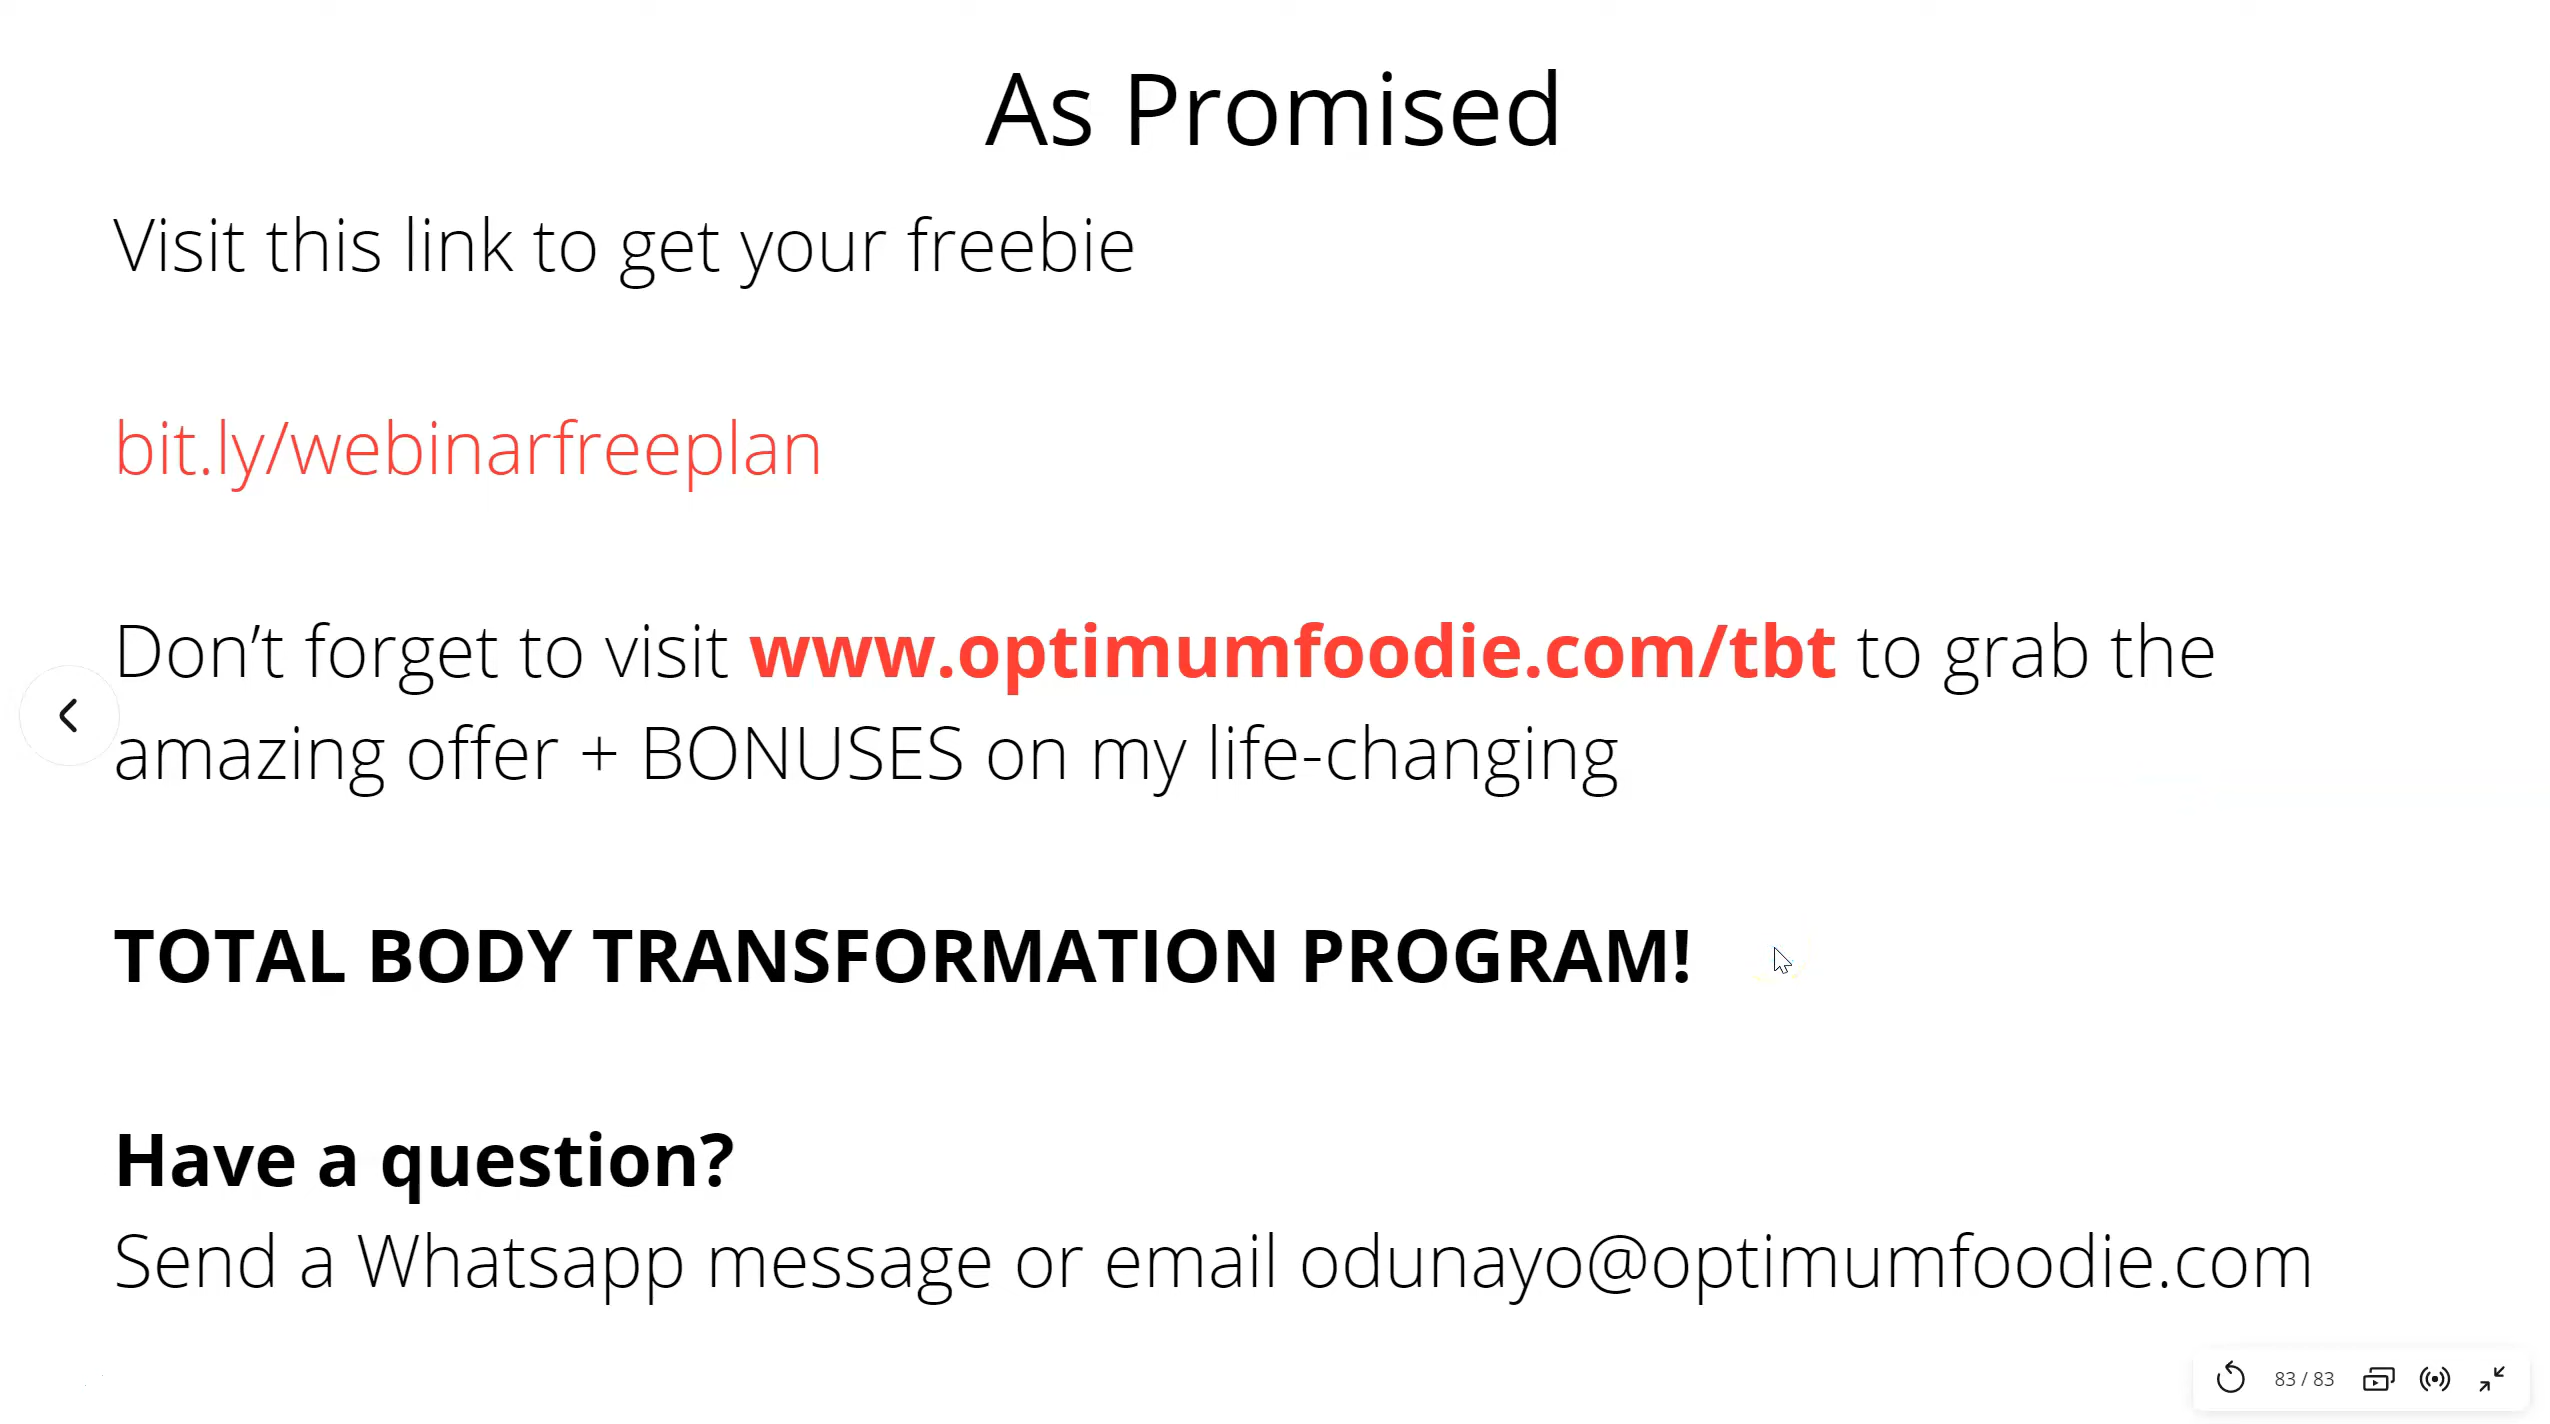 As Promised
Visit this link to get your freebie
bit.ly/webinarfreeplan
Don’t forget to visit www.optimumfoodie.com/tbt to grab the
amazing offer + BONUSES on my life-changing
TOTAL BODY TRANSFORMATION PROGRAM!
Have a question?
Send a Whatsapp message or email odunayo@optimumfoodie.com
83 / 83